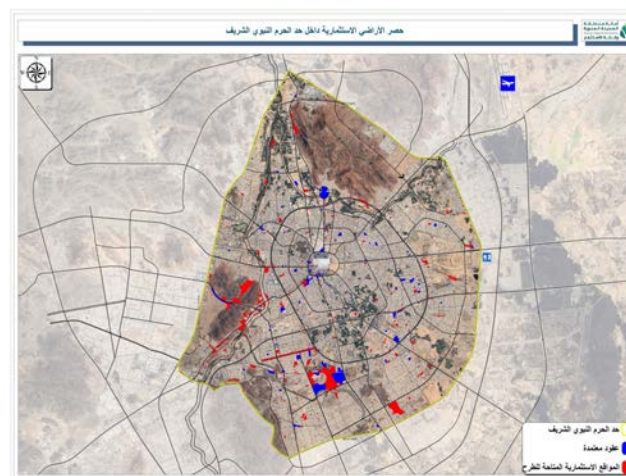 حصر الأراضي الاستثمارية داخل حد الحرم النبوي الشريف
حد الحرم النبوي الشريف
عقود معتمدة
المواقع الاستثمارية المتاحة للطرح